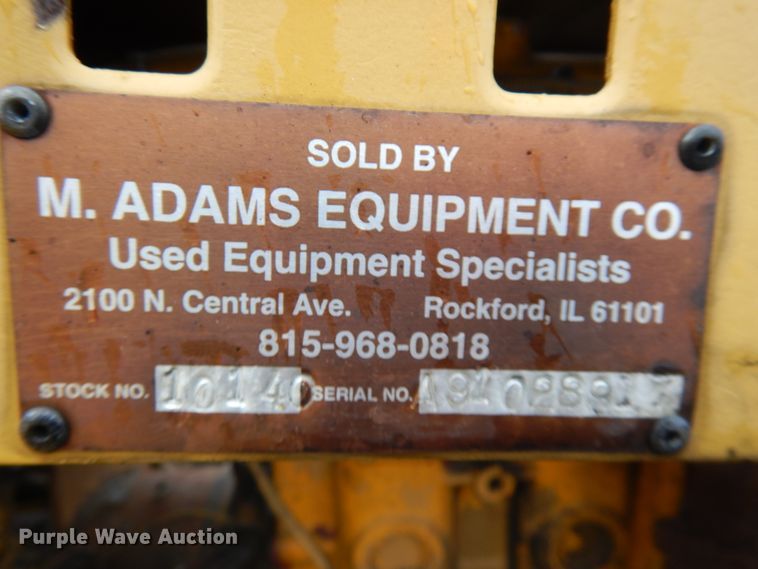 SOLD BY
M. ADAMS EQUIPMENT CO.
Used Equipment Specialists
2100 N. Central Ave. Rockford, IL 61101
815-968-0818
STOCK NO. SERIAL NO.
Purple Wave Auction